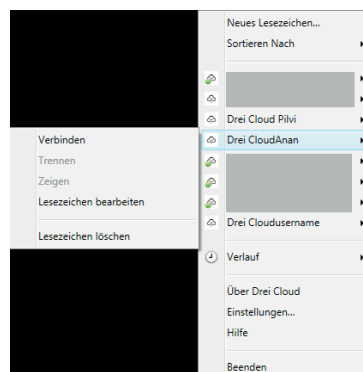 Neues Lesezeichen...
Sortieren Nach
Drei Cloud Pilvi
Drei CloudAnan
Verbinden
Trennen
Zeigen
Lesezeichen bearbeiten
Lesezeichen löschen
Drei Cloudusername
Verlauf
Über Drei Cloud
Einstellungen...
Hilfe
Beenden